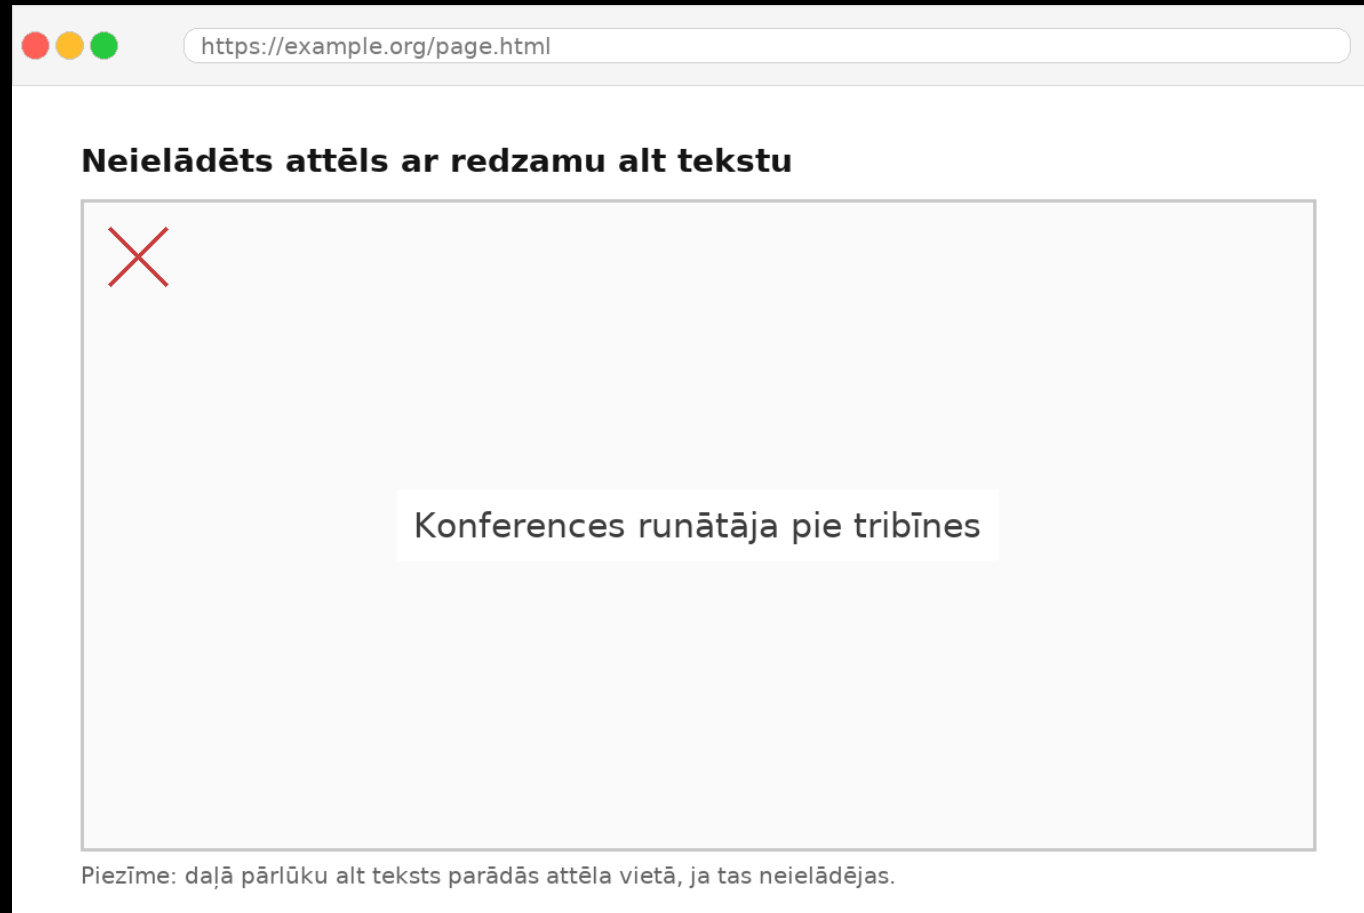 https://example.org/page.html
Neielādēts attēls ar redzamu alt tekstu
Konferences runātāja pie tribīnes
Piezīme: daļā pārlūku alt teksts parādās attēla vietā, ja tas neielādējas.